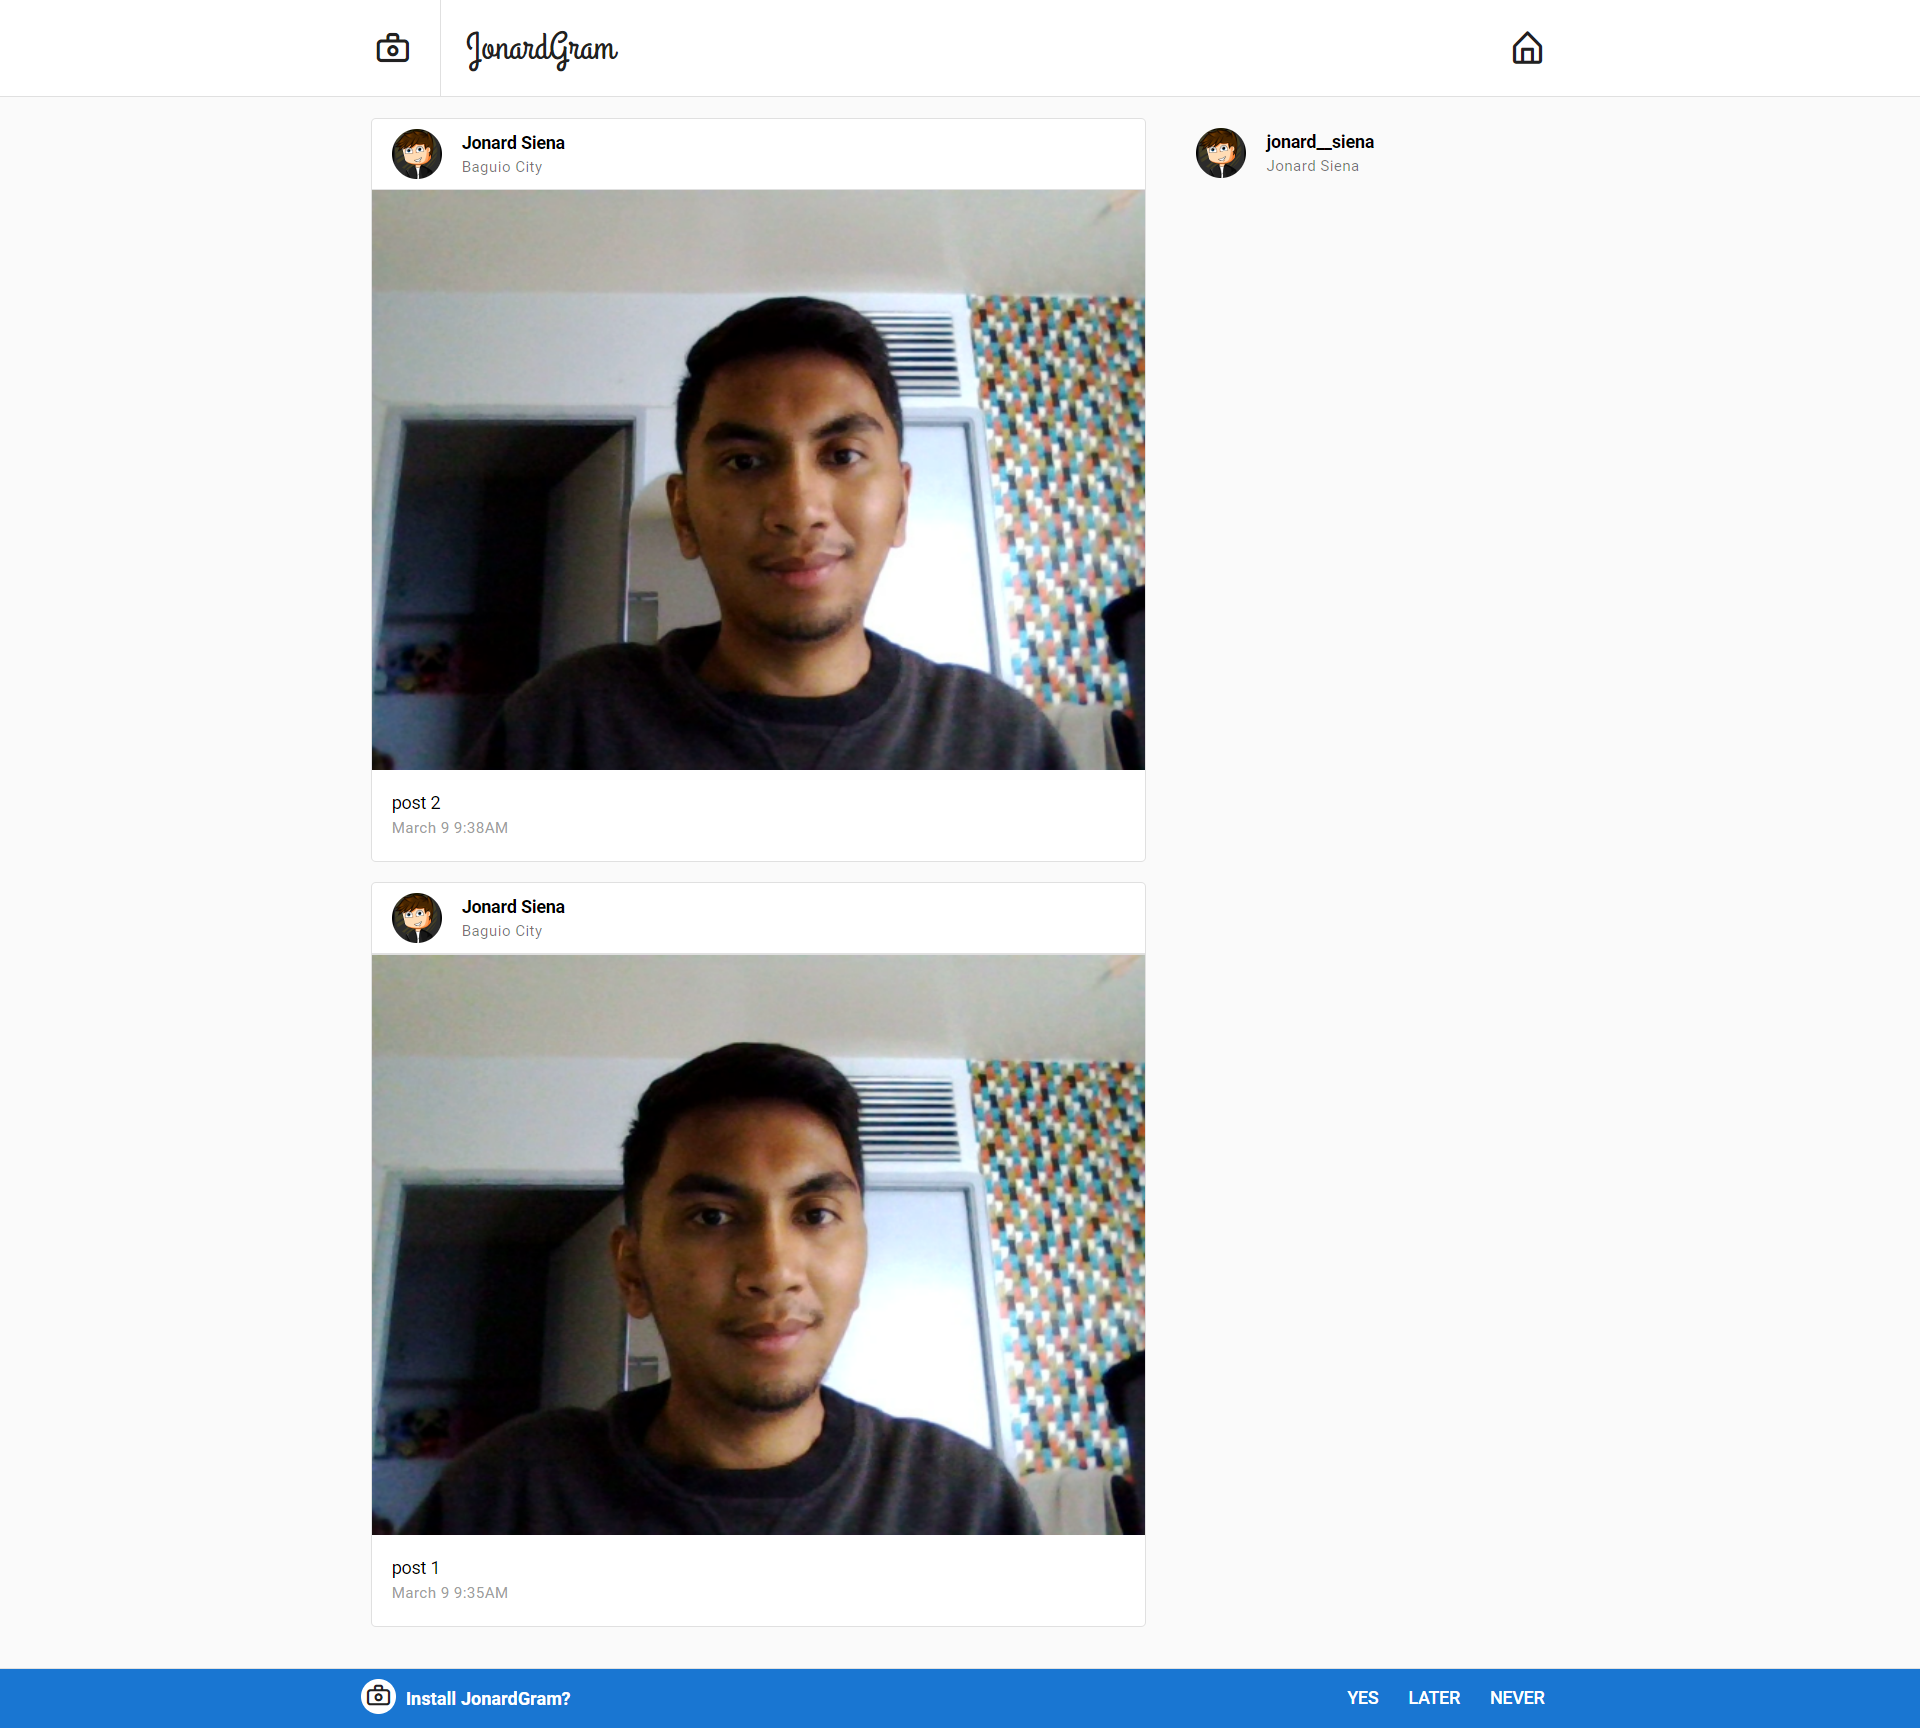 JonardGram
Jonard Siena
Baguio City
jonard__siena
Jonard Siena
post 2
March 9 9:38AM
Jonard Siena
Baguio City
post 1
March 9 9:35AM
Install JonardGram?
YES LATER NEVER